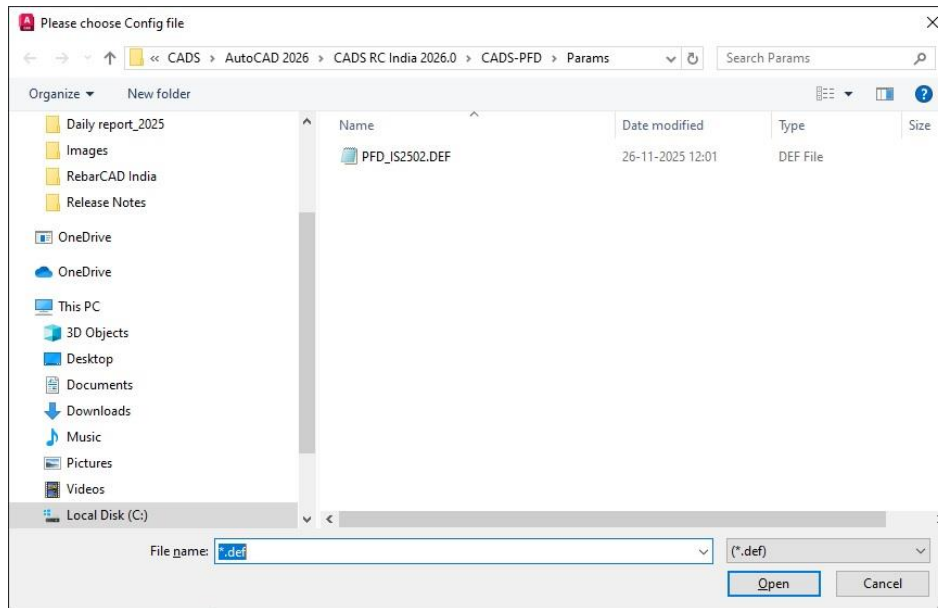 Please choose Config file
« CADS › AutoCAD 2026 › CADS RC India 2026.0 › CADS-PFD › Params
Search Params
Organize
New folder
Daily report_2025
Images
RebarCAD India
Release Notes
OneDrive
OneDrive
This PC
3D Objects
Desktop
Documents
Downloads
Music
Pictures
Videos
Local Disk (C:)
Name Date modified Type Size
PFD_IS2502.DEF 26-11-2025 12:01 DEF File
File name: *.def (*.def)
Open Cancel